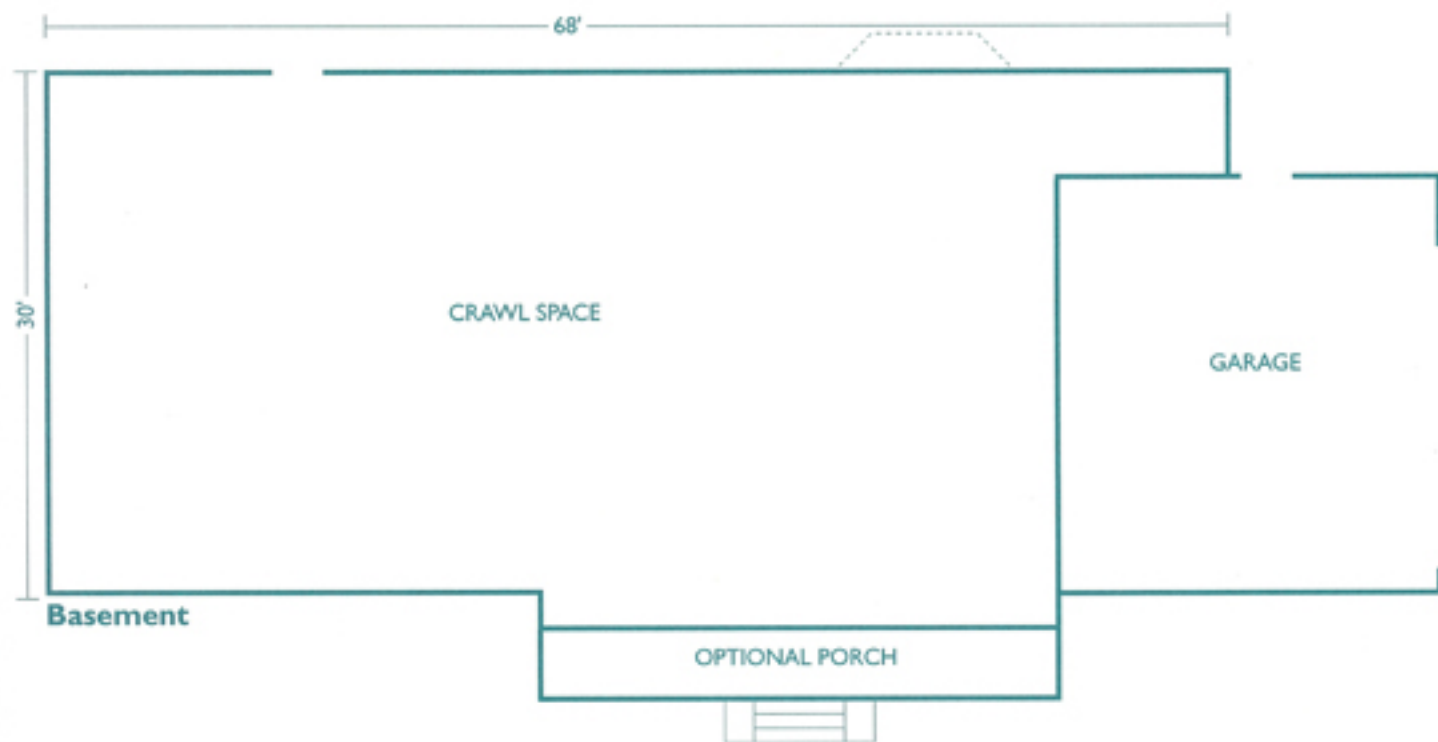 68'
30'
CRAWL SPACE
GARAGE
Basement
OPTIONAL PORCH